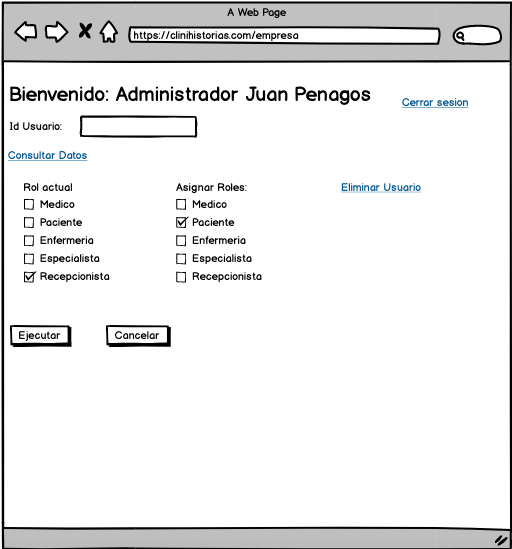 A Web Page
https://clinihistorias.com/empresa
Bienvenido: Administrador Juan Penagos
Cerrar sesion
Id Usuario:
Consultar Datos
Rol actual
Medico
Paciente
Enfermeria
Especialista
Recepcionista
Asignar Roles:
Medico
Paciente
Enfermeria
Especialista
Recepcionista
Eliminar Usuario
Ejecutar
Cancelar